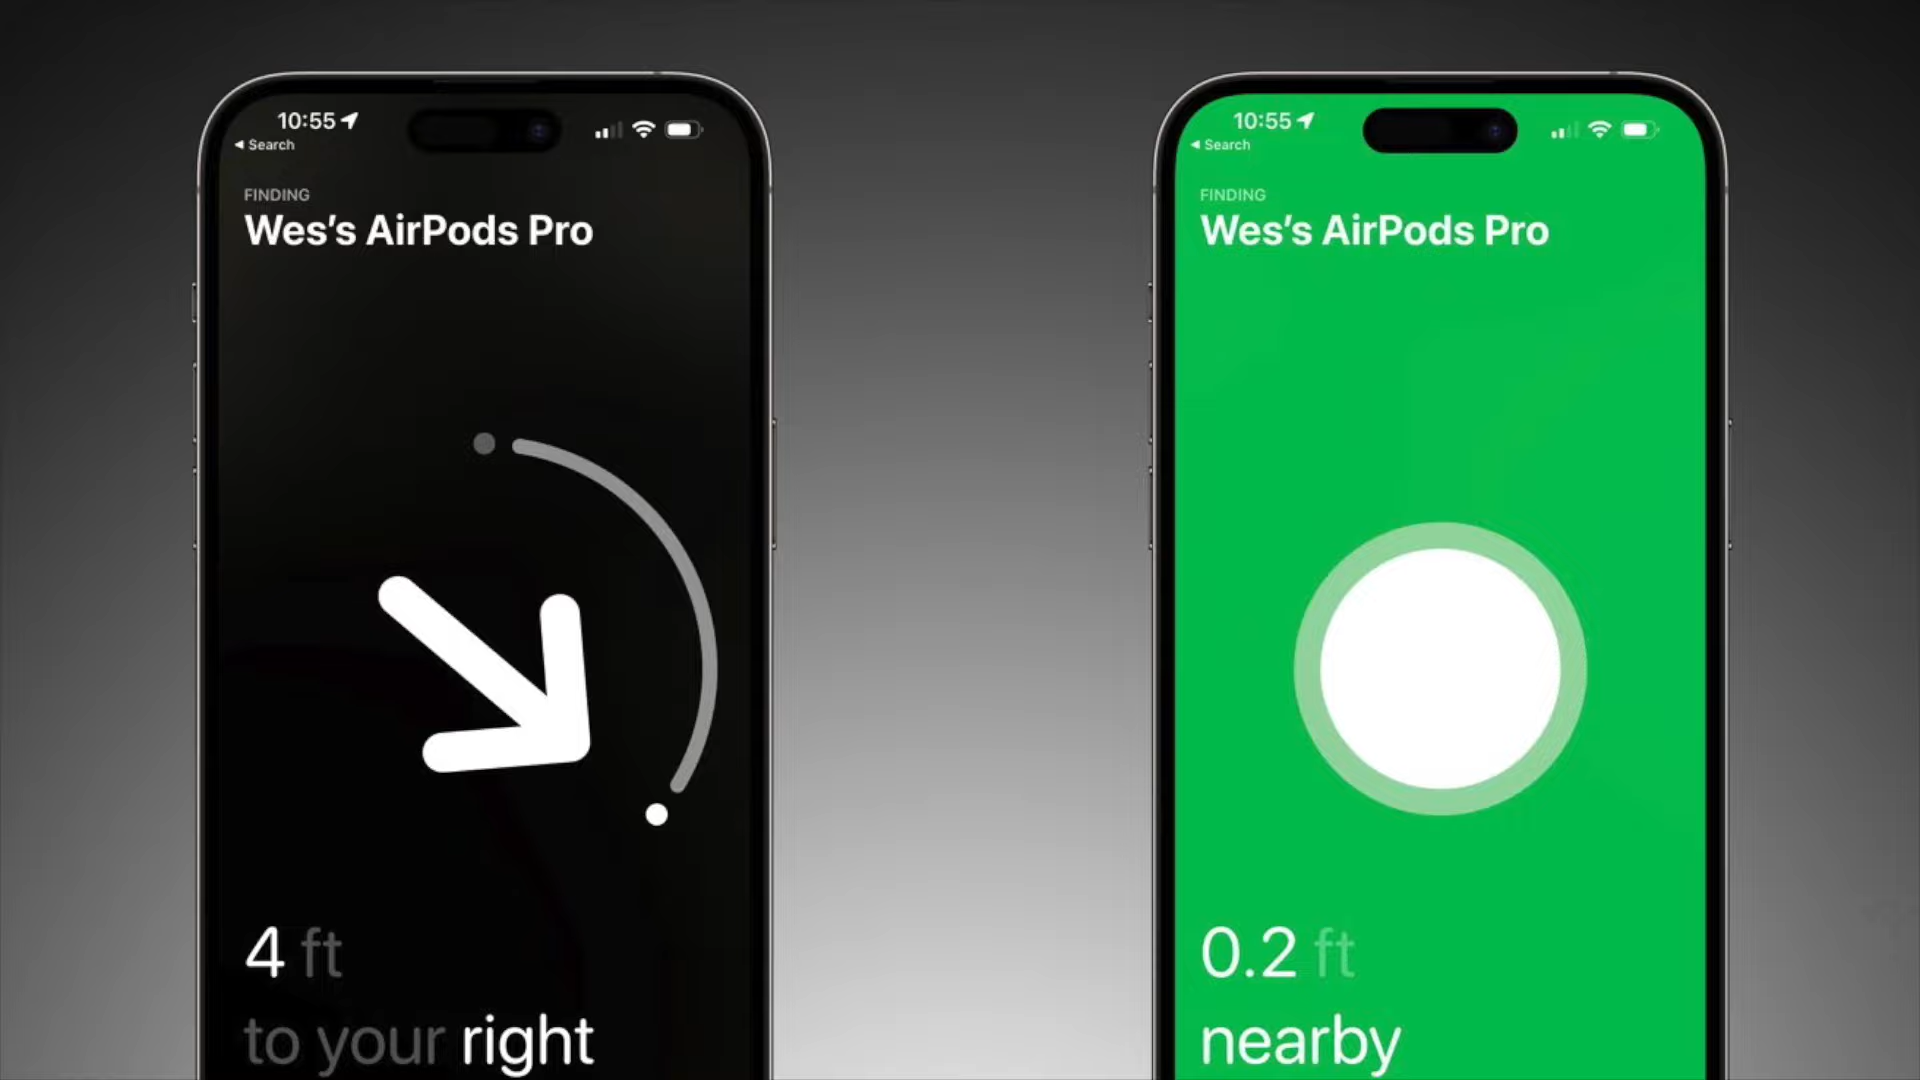 10:55
◀ Search
FINDING
Wes's AirPods Pro
4 ft
to your right
10:55
◀ Search
FINDING
Wes's AirPods Pro
0.2 ft
nearby